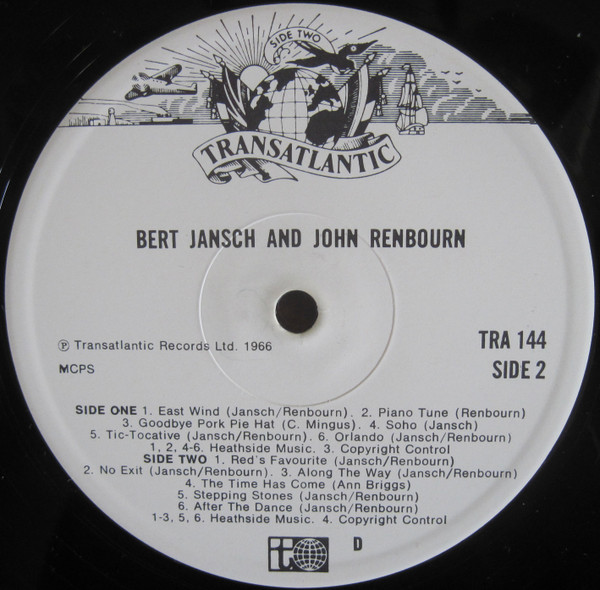 SIDE TWO
TRANSATLANTIC
BERT JANSCH AND JOHN RENBOURN
Ⓟ Transatlantic Records Ltd. 1966
TRA 144
MCPS
SIDE 2
SIDE ONE 1. East Wind (Jansch/Renbourn). 2. Piano Tune (Renbourn)
3. Goodbye Pork Pie Hat (C. Mingus). 4. Soho (Jansch)
5. Tic-Tocative (Jansch/Renbourn). 6. Orlando (Jansch/Renbourn)
1, 2, 4-6. Heathside Music. 3. Copyright Control
SIDE TWO 1. Red's Favourite (Jansch/Renbourn)
2. No Exit (Jansch/Renbourn). 3. Along The Way (Jansch/Renbourn)
4. The Time Has Come (Ann Briggs)
5. Stepping Stones (Jansch/Renbourn)
6. After The Dance (Jansch/Renbourn)
1-3, 5, 6. Heathside Music. 4. Copyright Control
it
D